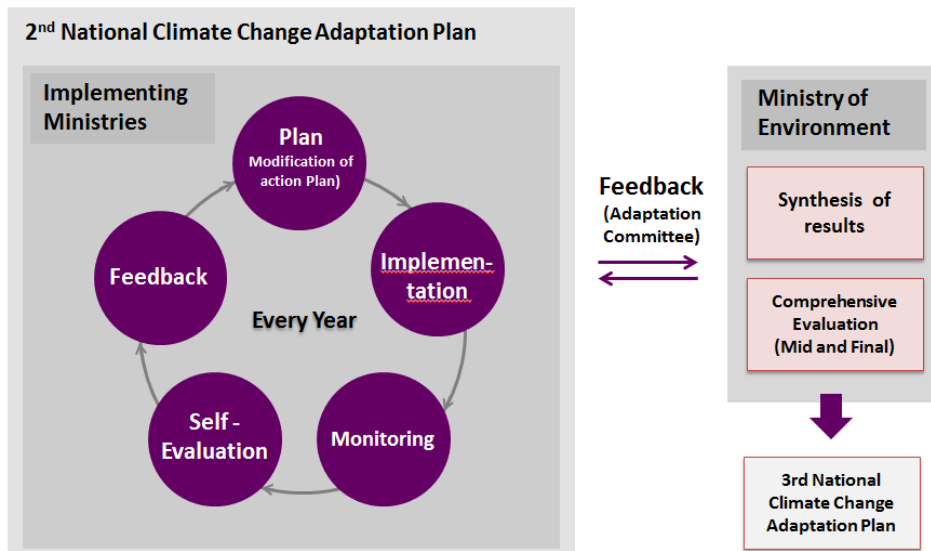 2nd National Climate Change Adaptation Plan
Implementing
Ministries
Plan
Modification of
action Plan)
Implemen-
tation
Monitoring
Self -
Evaluation
Feedback
Every Year
Feedback
(Adaptation
Committee)
Ministry of
Environment
Synthesis of
results
Comprehensive
Evaluation
(Mid and Final)
3rd National
Climate Change
Adaptation Plan